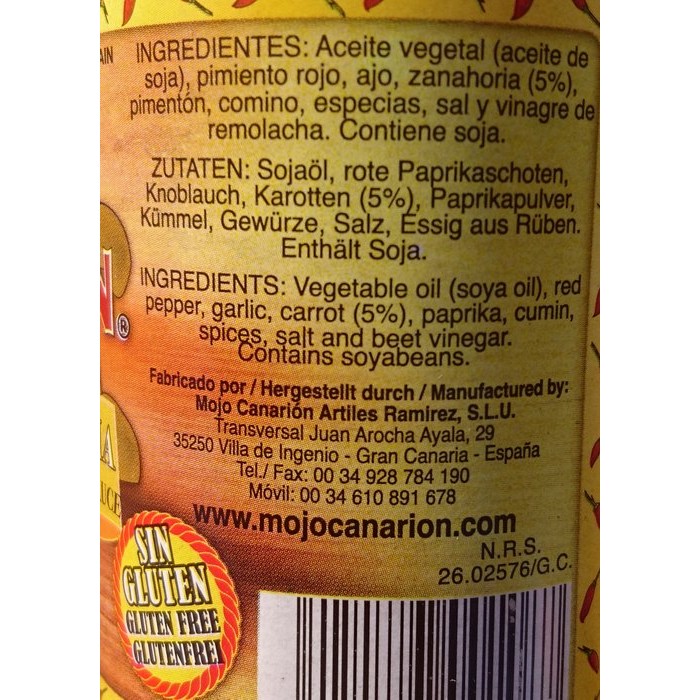 AIN
INGREDIENTES: Aceite vegetal (aceite de
soja), pimiento rojo, ajo, zanahoria (5%),
pimentón, comino, especias, sal y vinagre de
remolacha. Contiene soja.
ZUTATEN: Sojaöl, rote Paprikaschoten,
Knoblauch, Karotten (5%), Paprikapulver,
Kümmel, Gewürze, Salz, Essig aus Rüben.
Enthält Soja.
INGREDIENTS: Vegetable oil (soya oil), red
pepper, garlic, carrot (5%), paprika, cumin,
spices, salt and beet vinegar.
Contains soyabeans.
N®
Fabricado por / Hergestellt durch / Manufactured by:
Mojo Canarión Artiles Ramirez, S.L.U.
Transversal Juan Arocha Ayala, 29
35250 Villa de Ingenio - Gran Canaria - España
Tel./ Fax: 00 34 928 784 190
Móvil: 00 34 610 891 678
www.mojocanarion.com
N.R.S.
26.02576/G.C.
LA
UCE
SIN
GLUTEN
GLUTEN FREE
GLUTENFREI